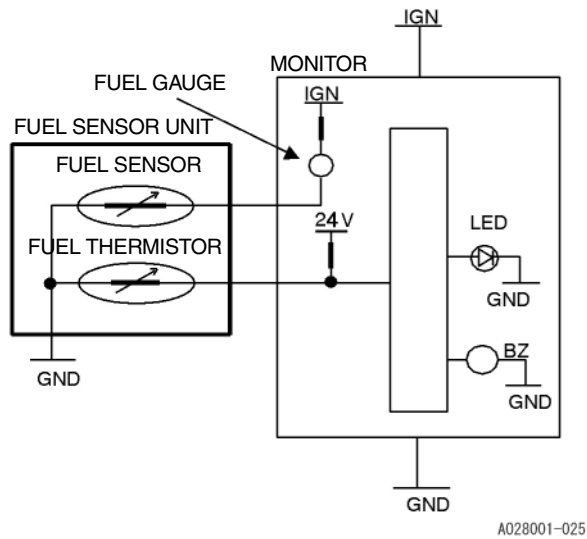 IGN
MONITOR
FUEL GAUGE
IGN
FUEL SENSOR UNIT
FUEL SENSOR
24V
LED
FUEL THERMISTOR
GND
BZ
GND
GND
GND
A028001-025